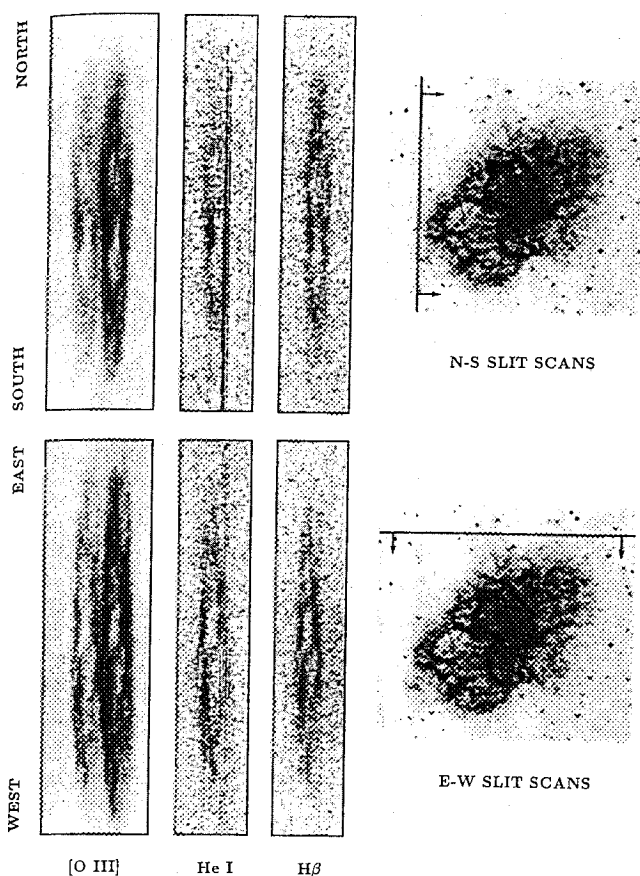 NORTH
SOUTH
N-S SLIT SCANS
EAST
WEST
E-W SLIT SCANS
[O III]
He I
Hβ